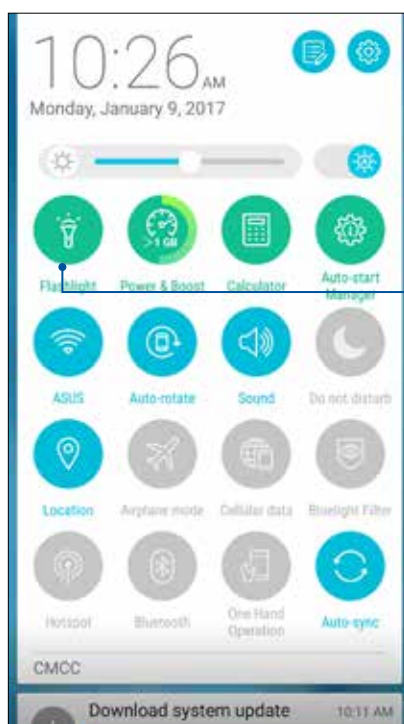 10:26 AM
Monday, January 9, 2017
>1 GB
Flashlight Power & Boost Calculator Auto-start
Manager
ASUS Auto-rotate Sound Do not disturb
Location Airplane mode Cellular data Bluelight Filter
Hotspot Bluetooth One Hand
Operation Auto-sync
CMCC
Download system update 10:11 AM